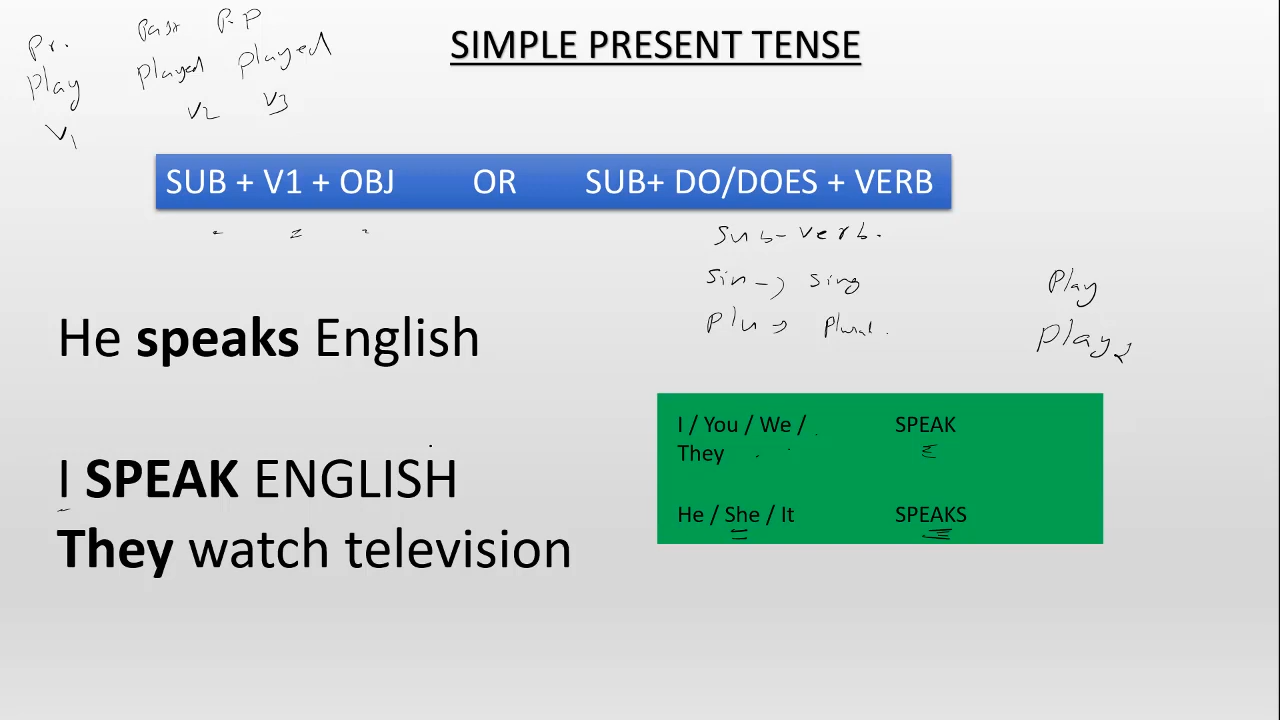 SIMPLE PRESENT TENSE
Pr. Past P.P
Play Played Played
V1 V2 V3
SUB + V1 + OBJ OR SUB+ DO/DOES + VERB
Sub- verb.
Sin -> sing
Plu -> Plural.
Play
Plays
He speaks English
I SPEAK ENGLISH
They watch television
I / You / We / SPEAK
They
He / She / It SPEAKS